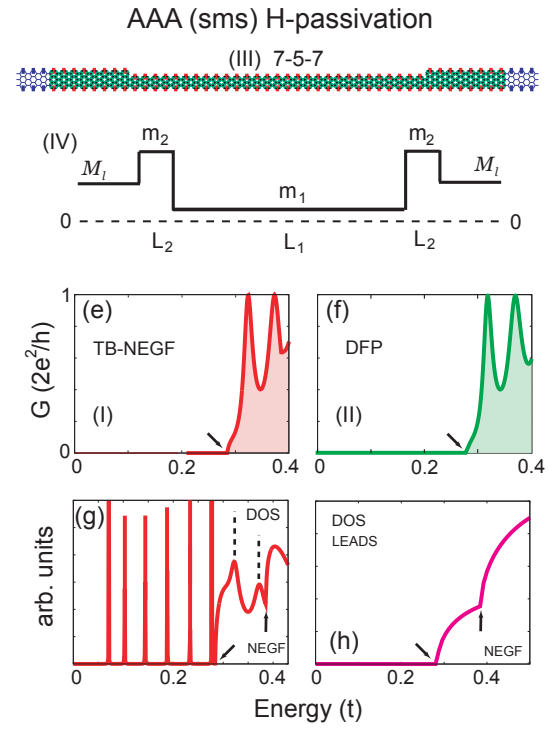 AAA (sms) H-passivation
(III) 7-5-7
(IV)
m2
m2
Ml
Ml
m1
0
0
L2
L1
L2
G (2e²/h)
1
0
(e)
TB-NEGF
(I)
0
0.2
0.4
(f)
DFP
(II)
0
0.2
0.4
arb. units
(g)
DOS
NEGF
0
0.2
0.4
DOS
LEADS
(h)
NEGF
0
0.2
0.4
Energy (t)